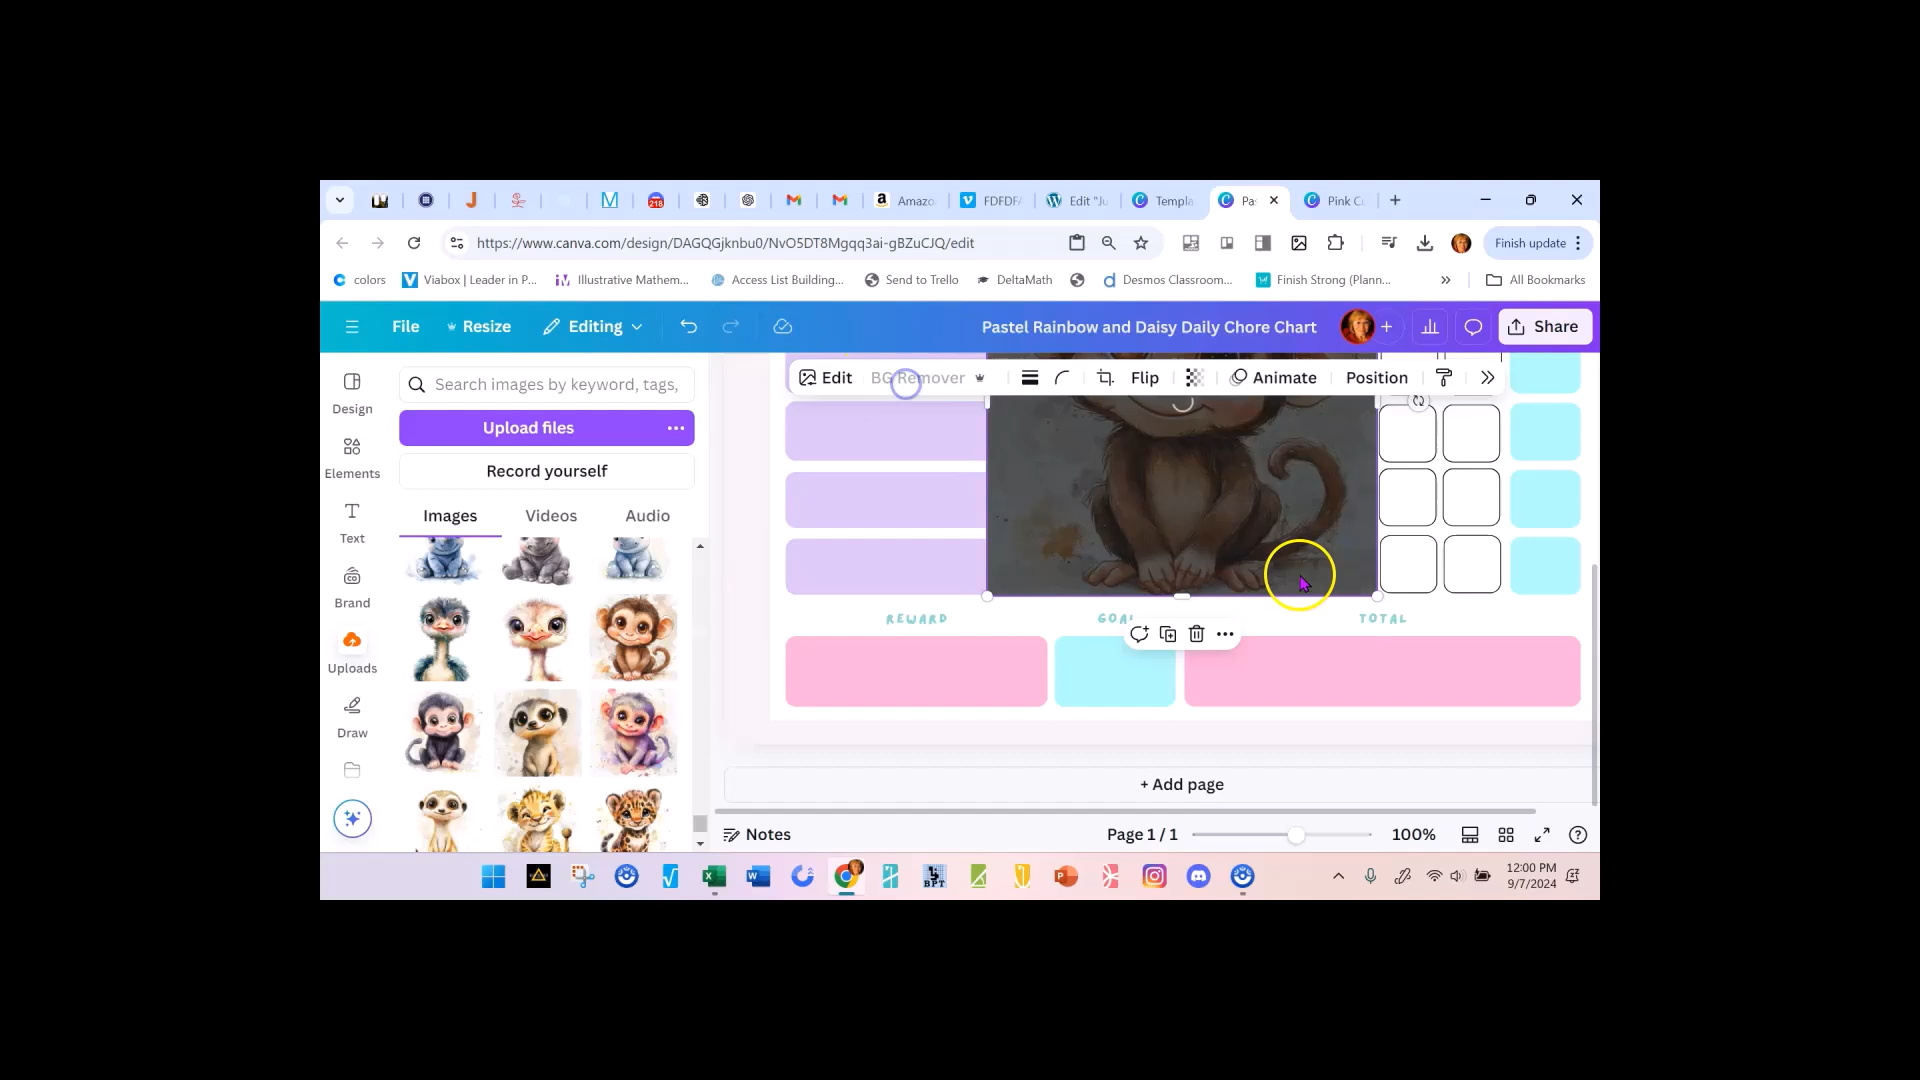 218
Amazo
FDFDF
Edit "Ju
Templa
Pa
Pink C
https://www.canva.com/design/DAGQGjknbu0/NvO5DT8Mgqq3ai-gBZuCJQ/edit
Finish update
colors
Viabox | Leader in P...
Illustrative Mathem...
Access List Building...
Send to Trello
DeltaMath
Desmos Classroom...
Finish Strong (Plann...
»
All Bookmarks
File
Resize
Editing
Pastel Rainbow and Daisy Daily Chore Chart
Share
Design
Elements
Text
Brand
Uploads
Draw
Search images by keyword, tags,
Upload files
Record yourself
Images
Videos
Audio
Edit
BG Remover
Flip
Animate
Position
REWARD
GOAL
TOTAL
+ Add page
Notes
Page 1 / 1
100%
BPT
12:00 PM
9/7/2024